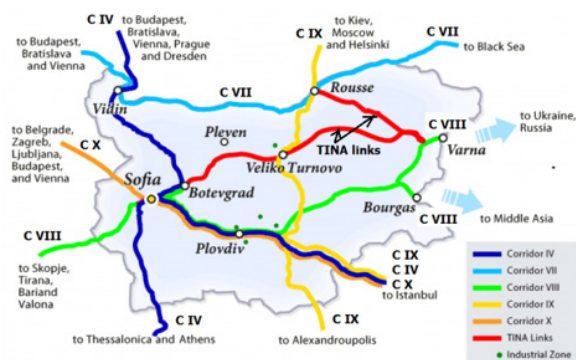 C IV
to Budapest,
Bratislava,
Vienna, Prague
and Dresden
C IX
to Kiev,
Moscow
and Helsinki
C VII
to Black Sea
to Budapest,
Bratislava
and Vienna
Vidin
C VII
Rousse
Pleven
TINA links
C VIII
Varna
to Ukraine,
Russia
to Belgrade,
Zagreb,
Ljubljana,
Budapest,
and Vienna
C X
Sofia
Botevgrad
Veliko Turnovo
Bourgas
C VIII
to Middle Asia
C VIII
to Skopje,
Tirana,
Bariand
Valona
Plovdiv
C IX
C IV
C X
to Istanbul
C IV
to Thessalonica and Athens
C IX
to Alexandroupolis
Corridor IV
Corridor VII
Corridor VIII
Corridor IX
Corridor X
TINA Links
Industrial Zone